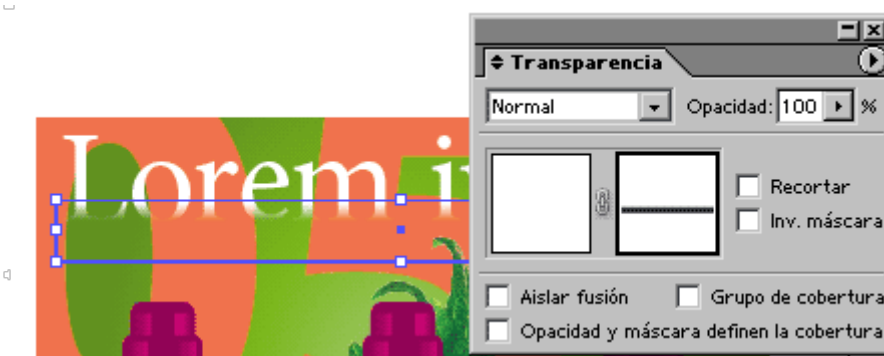 Transparencia
Normal
Opacidad: 100 %
Lorem i
Recortar
Inv. máscara
Aislar fusión
Grupo de cobertura
Opacidad y máscara definen la cobertura